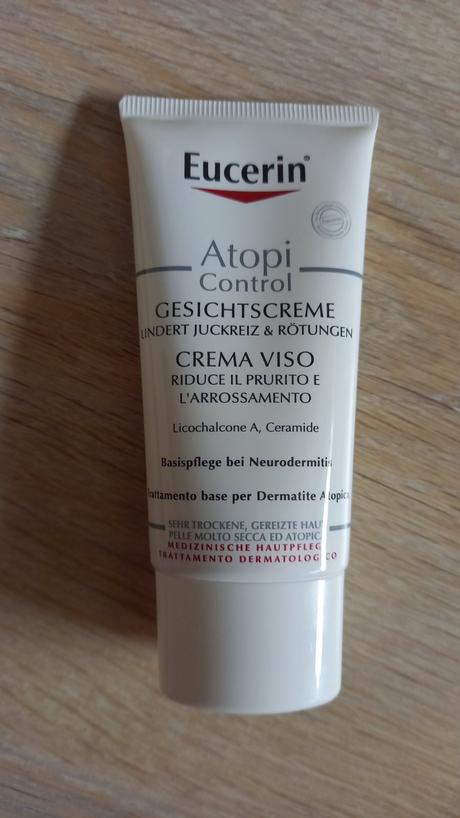 Eucerin®
Atopi
Control
GESICHTSCREME
LINDERT JUCKREIZ & RÖTUNGEN
CREMA VISO
RIDUCE IL PRURITO E
L'ARROSSAMENTO
Licochalcone A, Ceramide
Basispflege bei Neurodermitis
Trattamento base per Dermatite Atopica
SEHR TROCKENE, GEREIZTE HAUT
PELLE MOLTO SECCA ED ATOPICA
MEDIZINISCHE HAUTPFLEGE
TRATTAMENTO DERMATOLOGICO